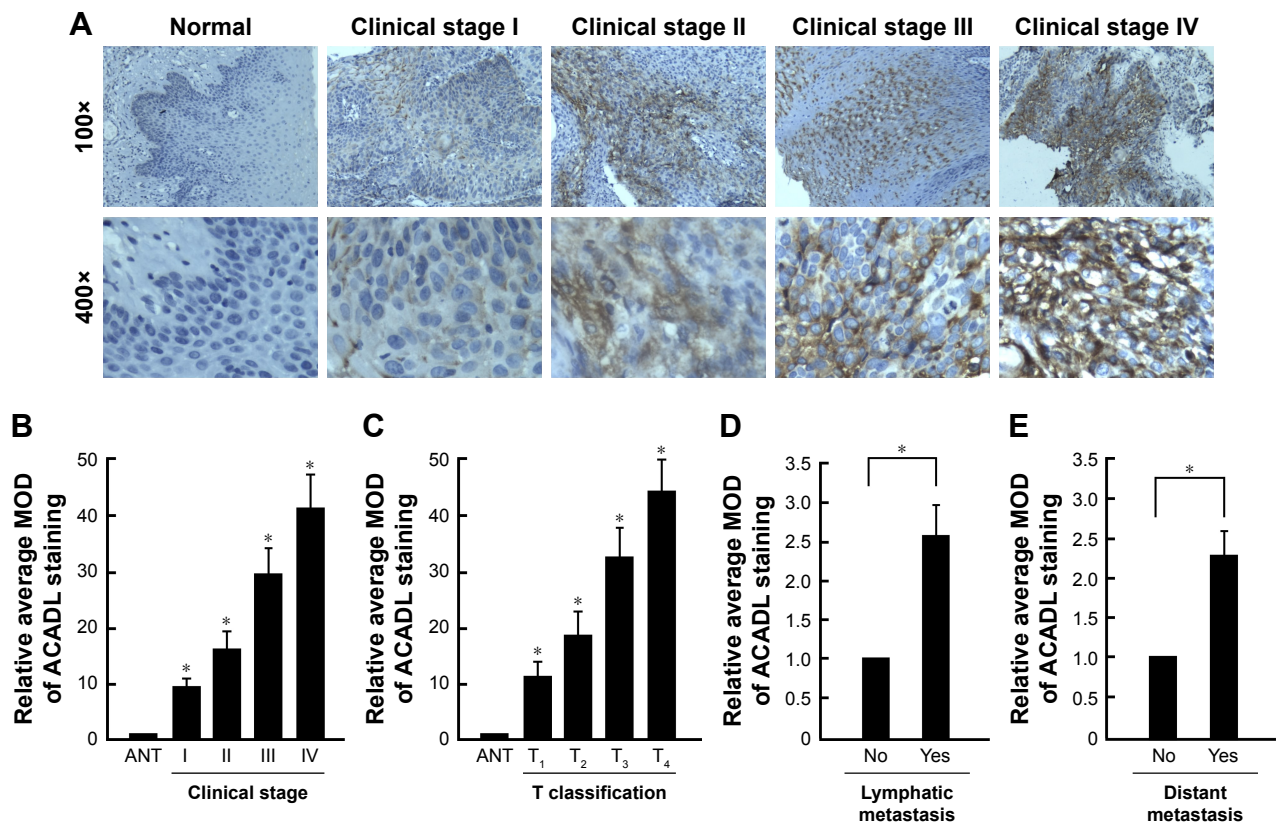 A
Normal
Clinical stage I
Clinical stage II
Clinical stage III
Clinical stage IV
100×
400×
B
Relative average MOD
of ACADL staining
50
40
30
20
10
0
*
*
*
*
ANT
I
II
III
IV
Clinical stage
C
Relative average MOD
of ACADL staining
50
40
30
20
10
0
*
*
*
*
ANT
T₁
T₂
T₃
T₄
T classification
D
Relative average MOD
of ACADL staining
3.5
3.0
2.5
2.0
1.5
1.0
0.5
0
*
No
Yes
Lymphatic
metastasis
E
Relative average MOD
of ACADL staining
3.5
3.0
2.5
2.0
1.5
1.0
0.5
0
*
No
Yes
Distant
metastasis